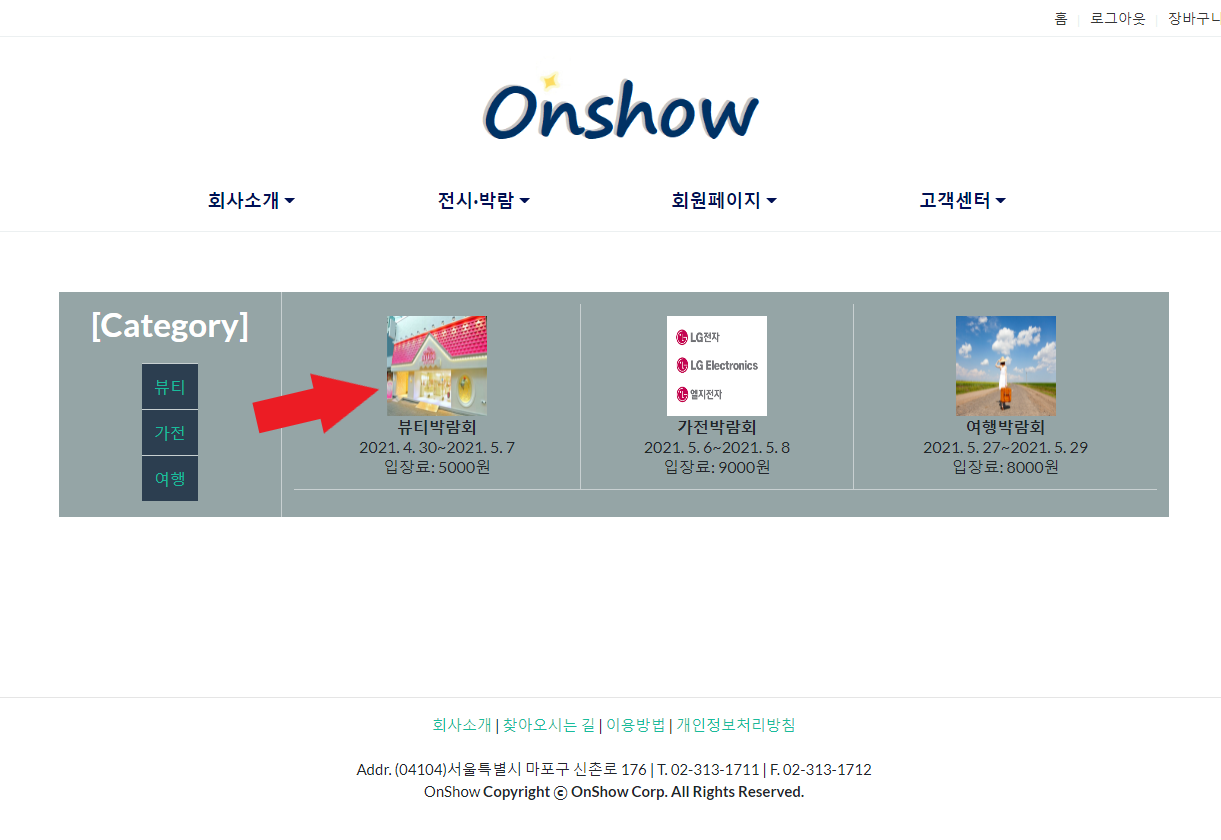 홈 로그아웃 장바구니
Onshow
회사소개 전시·박람 회원페이지 고객센터
[Category]
뷰티
가전
여행
뷰티박람회
2021. 4. 30~2021. 5. 7
입장료: 5000원
LG전자
LG Electronics
엘지전자
가전박람회
2021. 5. 6~2021. 5. 8
입장료: 9000원
여행박람회
2021. 5. 27~2021. 5. 29
입장료: 8000원
회사소개 | 찾아오시는 길 | 이용방법 | 개인정보처리방침
Addr. (04104)서울특별시 마포구 신촌로 176 | T. 02-313-1711 | F. 02-313-1712
OnShow Copyright ⓒ OnShow Corp. All Rights Reserved.